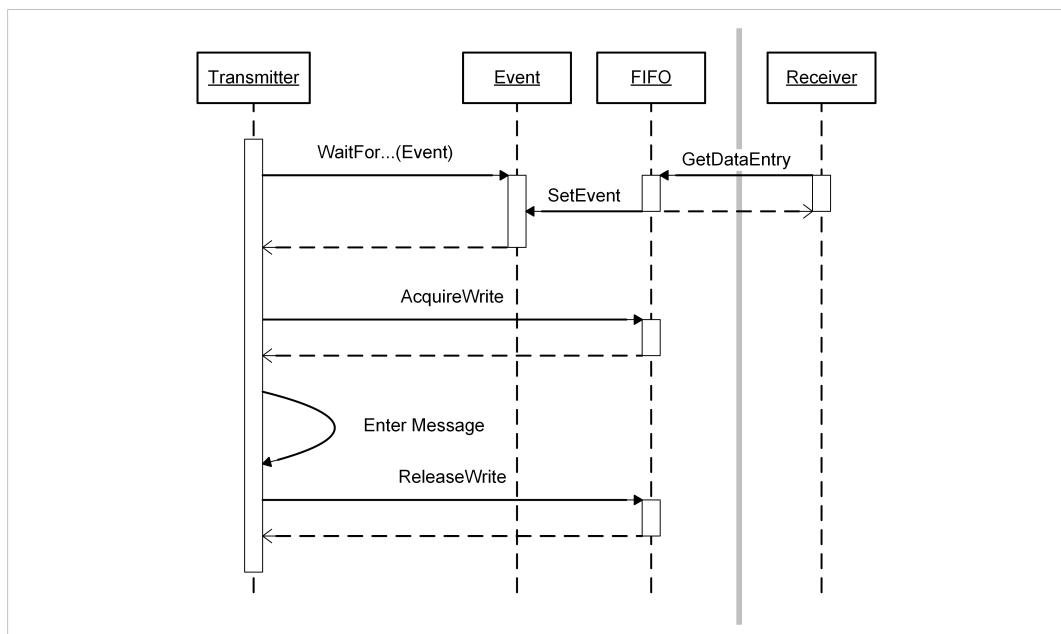 Transmitter
Event
FIFO
Receiver
WaitFor...(Event)
GetDataEntry
SetEvent
AcquireWrite
Enter Message
ReleaseWrite